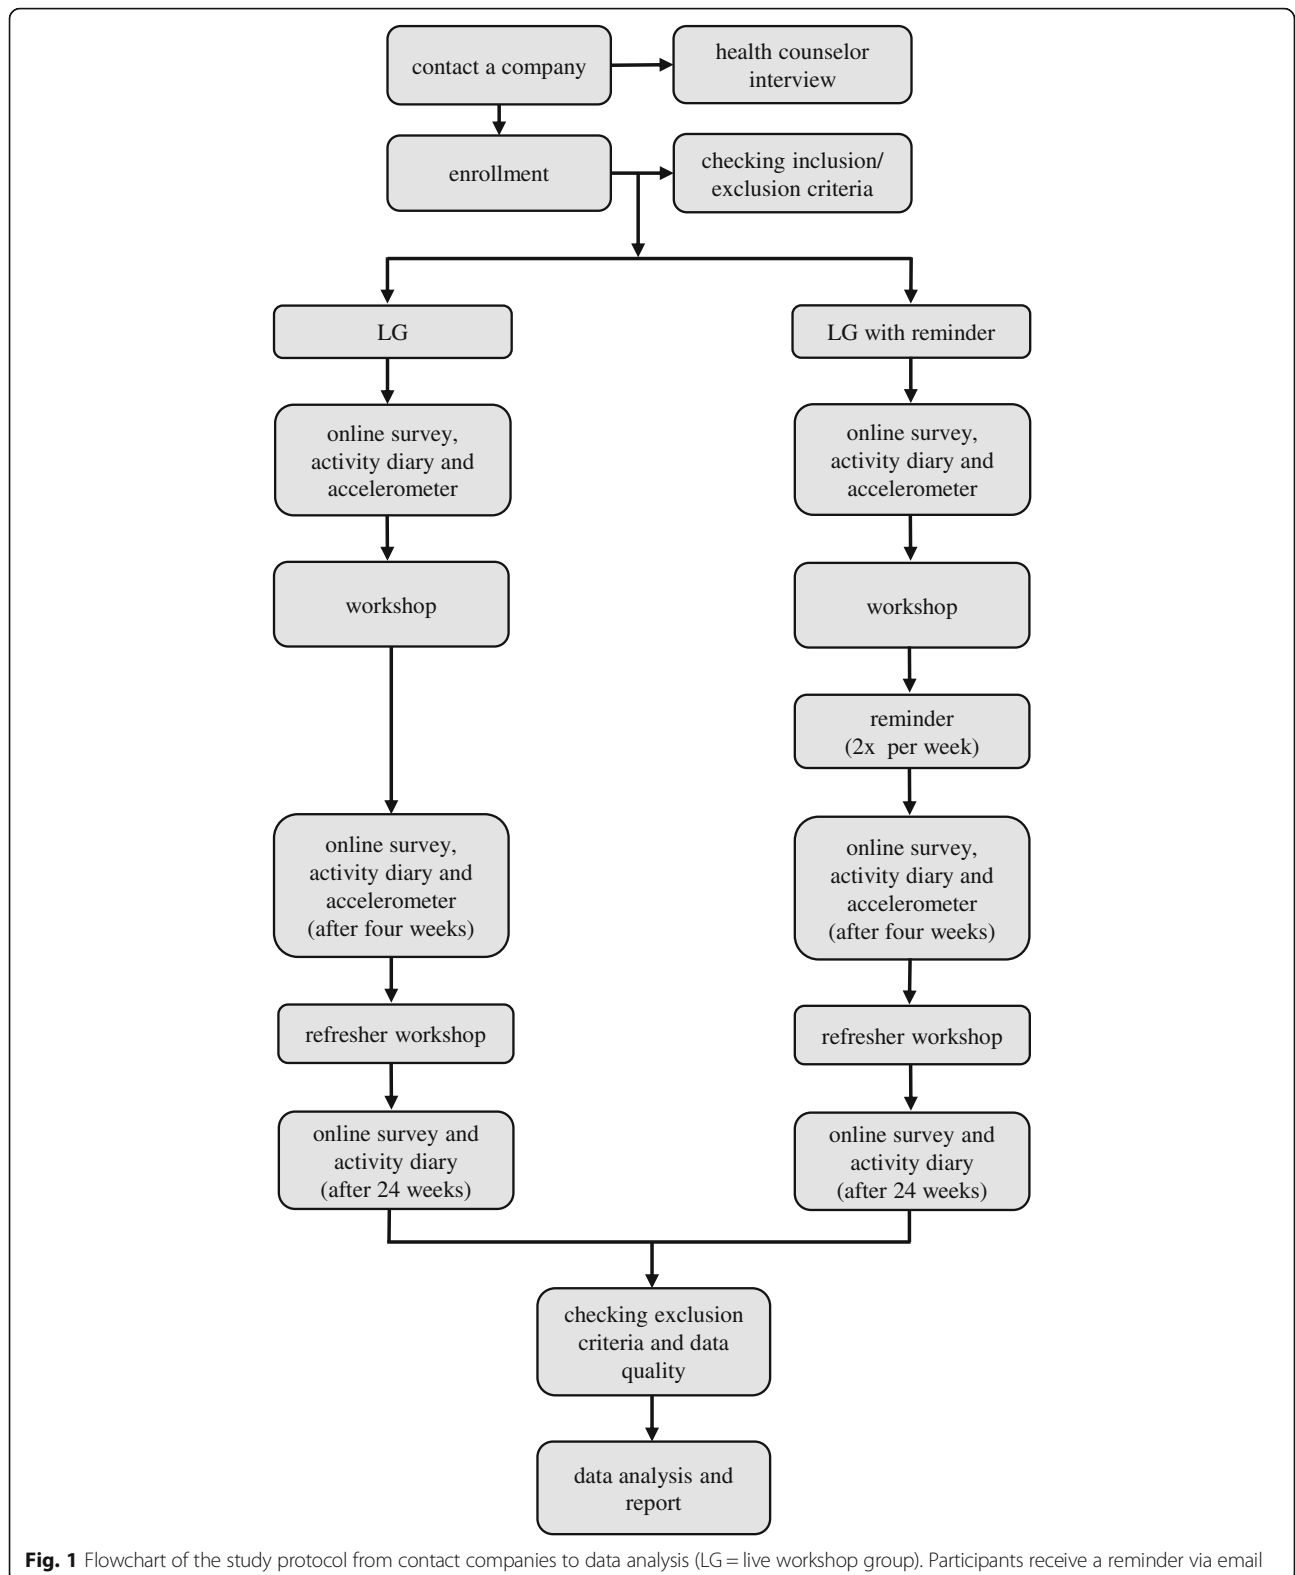 contact a company
health counselor
interview
enrollment
checking inclusion/
exclusion criteria
LG
LG with reminder
online survey,
activity diary and
accelerometer
online survey,
activity diary and
accelerometer
workshop
workshop
reminder
(2x per week)
online survey,
activity diary and
accelerometer
(after four weeks)
online survey,
activity diary and
accelerometer
(after four weeks)
refresher workshop
refresher workshop
online survey and
activity diary
(after 24 weeks)
online survey and
activity diary
(after 24 weeks)
checking exclusion
criteria and data
quality
data analysis and
report
Fig. 1 Flowchart of the study protocol from contact companies to data analysis (LG = live workshop group). Participants receive a reminder via email